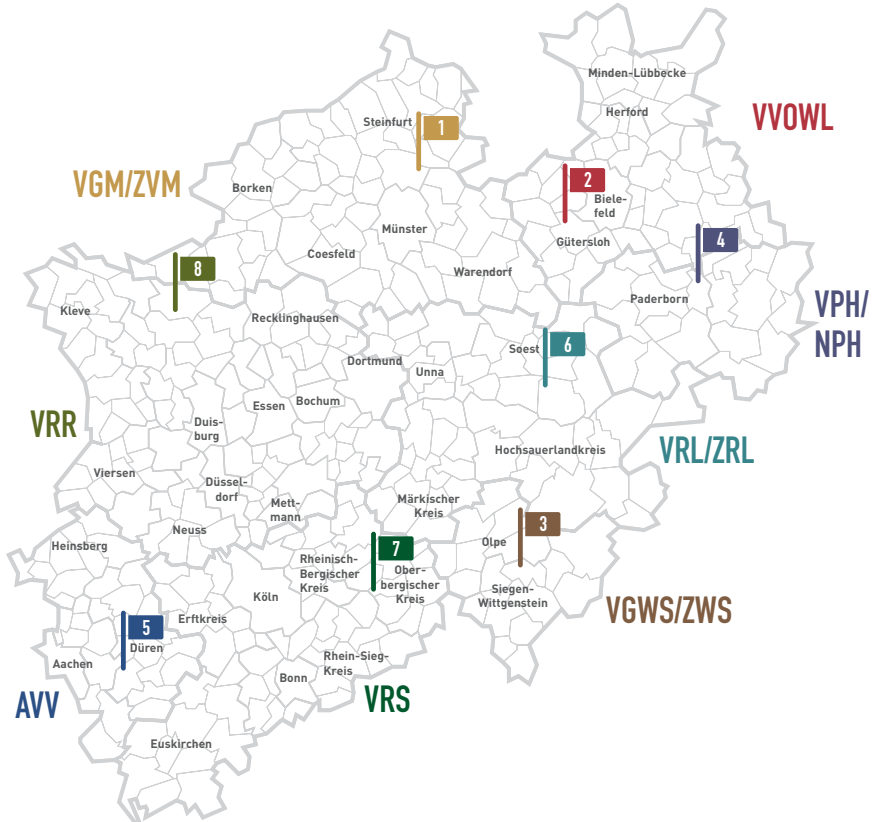 Minden-Lübbecke
Herford
VVOWL
Steinfurt
1
VGM/ZVM
Borken
2
Biele-
feld
Münster
Gütersloh
4
Coesfeld
Warendorf
8
Kleve
Paderborn
VPH/
NPH
Recklinghausen
Soest
6
Dortmund
Unna
Essen
Bochum
VRR
Duis-
burg
Hochsauerlandkreis
VRL/ZRL
Viersen
Düssel-
dorf
Mett-
mann
Märkischer
Kreis
Neuss
3
Olpe
Heinsberg
7
Rheinisch-
Bergischer
Kreis
Ober-
bergischer
Kreis
Köln
Siegen-
Wittgenstein
VGWS/ZWS
Erftkreis
5
Düren
Aachen
Rhein-Sieg-
Kreis
Bonn
AVV
VRS
Euskirchen